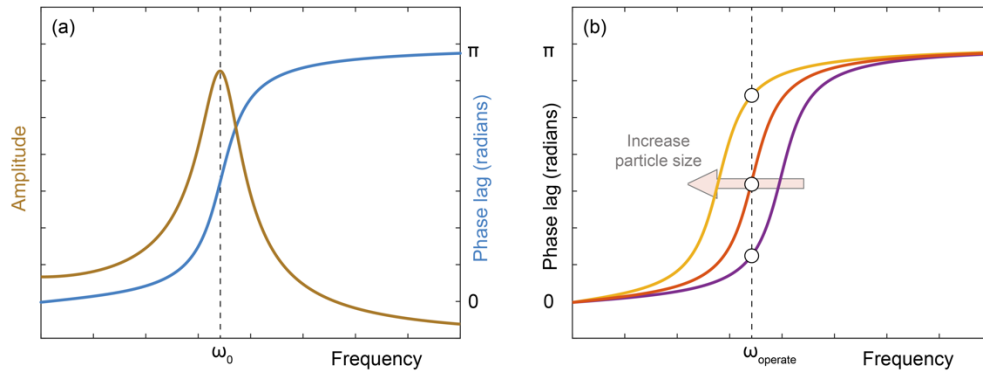 (a)
Amplitude
π
0
Phase lag (radians)
ω₀
Frequency
(b)
Phase lag (radians)
π
0
Increase
particle size
ω_operate
Frequency